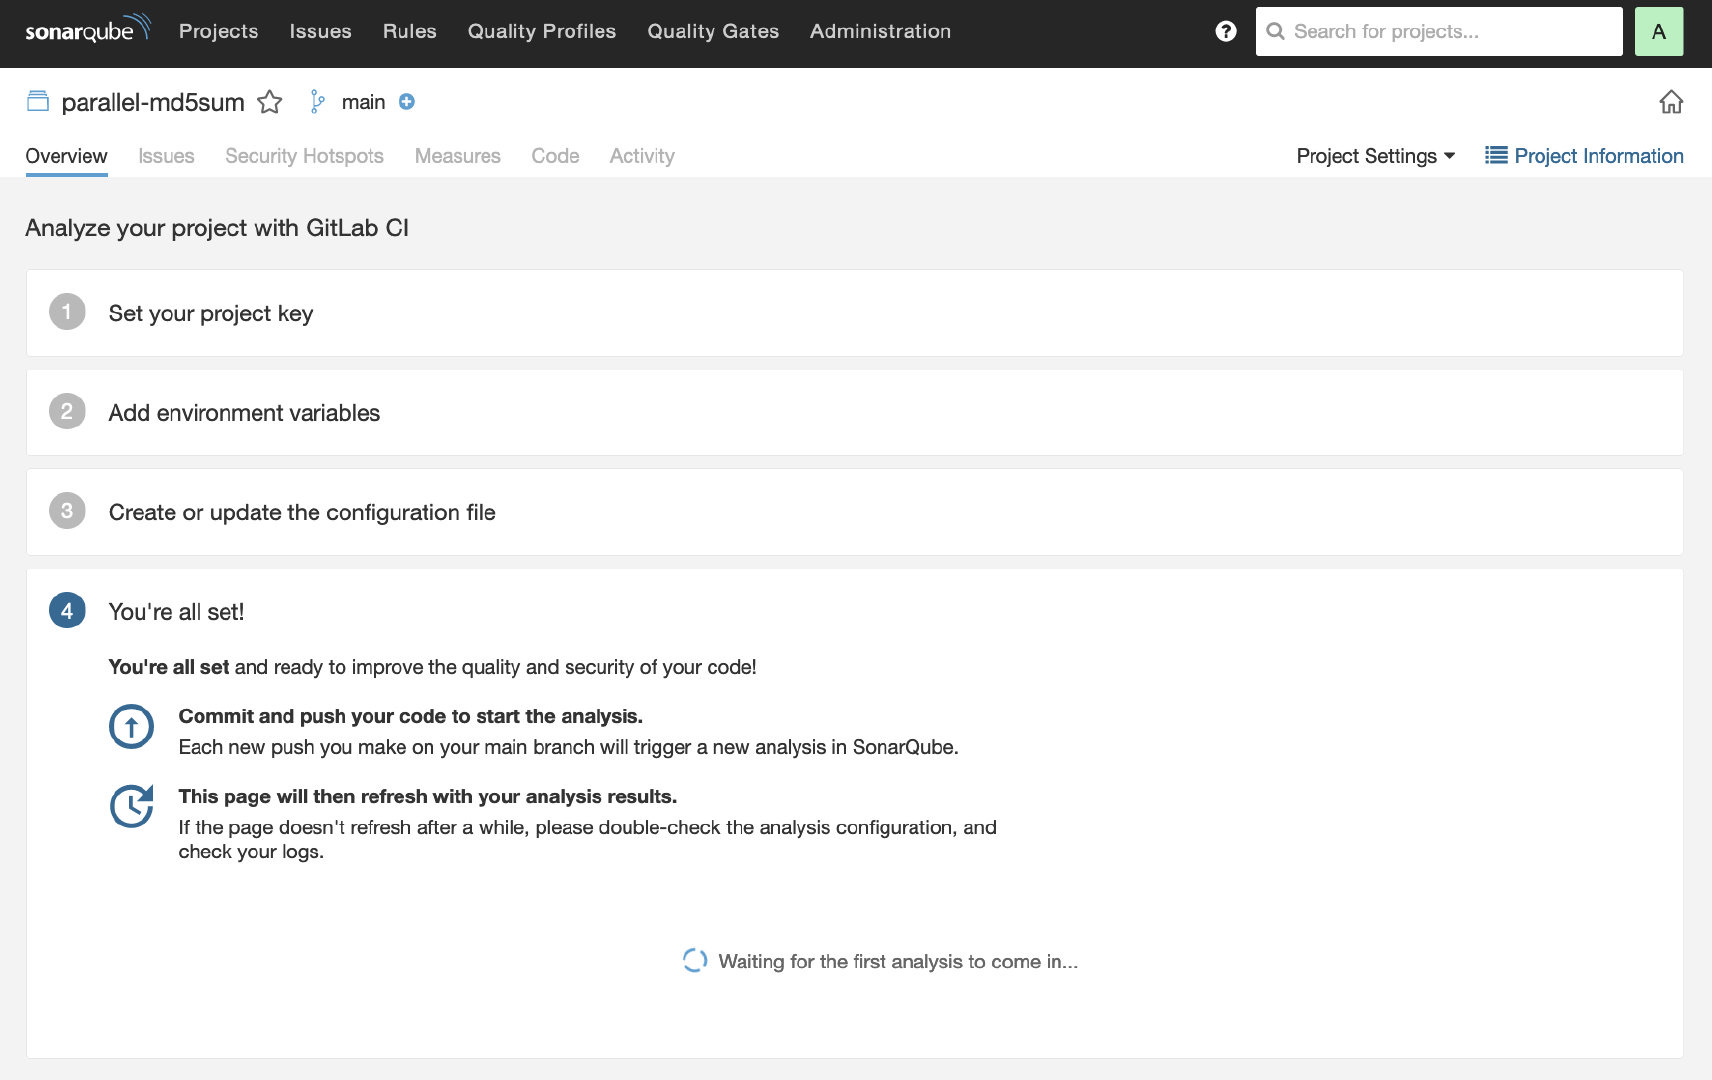 sonarqube Projects Issues Rules Quality Profiles Quality Gates Administration ? Search for projects... A
parallel-md5sum main
Overview Issues Security Hotspots Measures Code Activity Project Settings Project Information
Analyze your project with GitLab CI
1 Set your project key
2 Add environment variables
3 Create or update the configuration file
4 You're all set!
You're all set and ready to improve the quality and security of your code!
Commit and push your code to start the analysis.
Each new push you make on your main branch will trigger a new analysis in SonarQube.
This page will then refresh with your analysis results.
If the page doesn't refresh after a while, please double-check the analysis configuration, and
check your logs.
Waiting for the first analysis to come in...